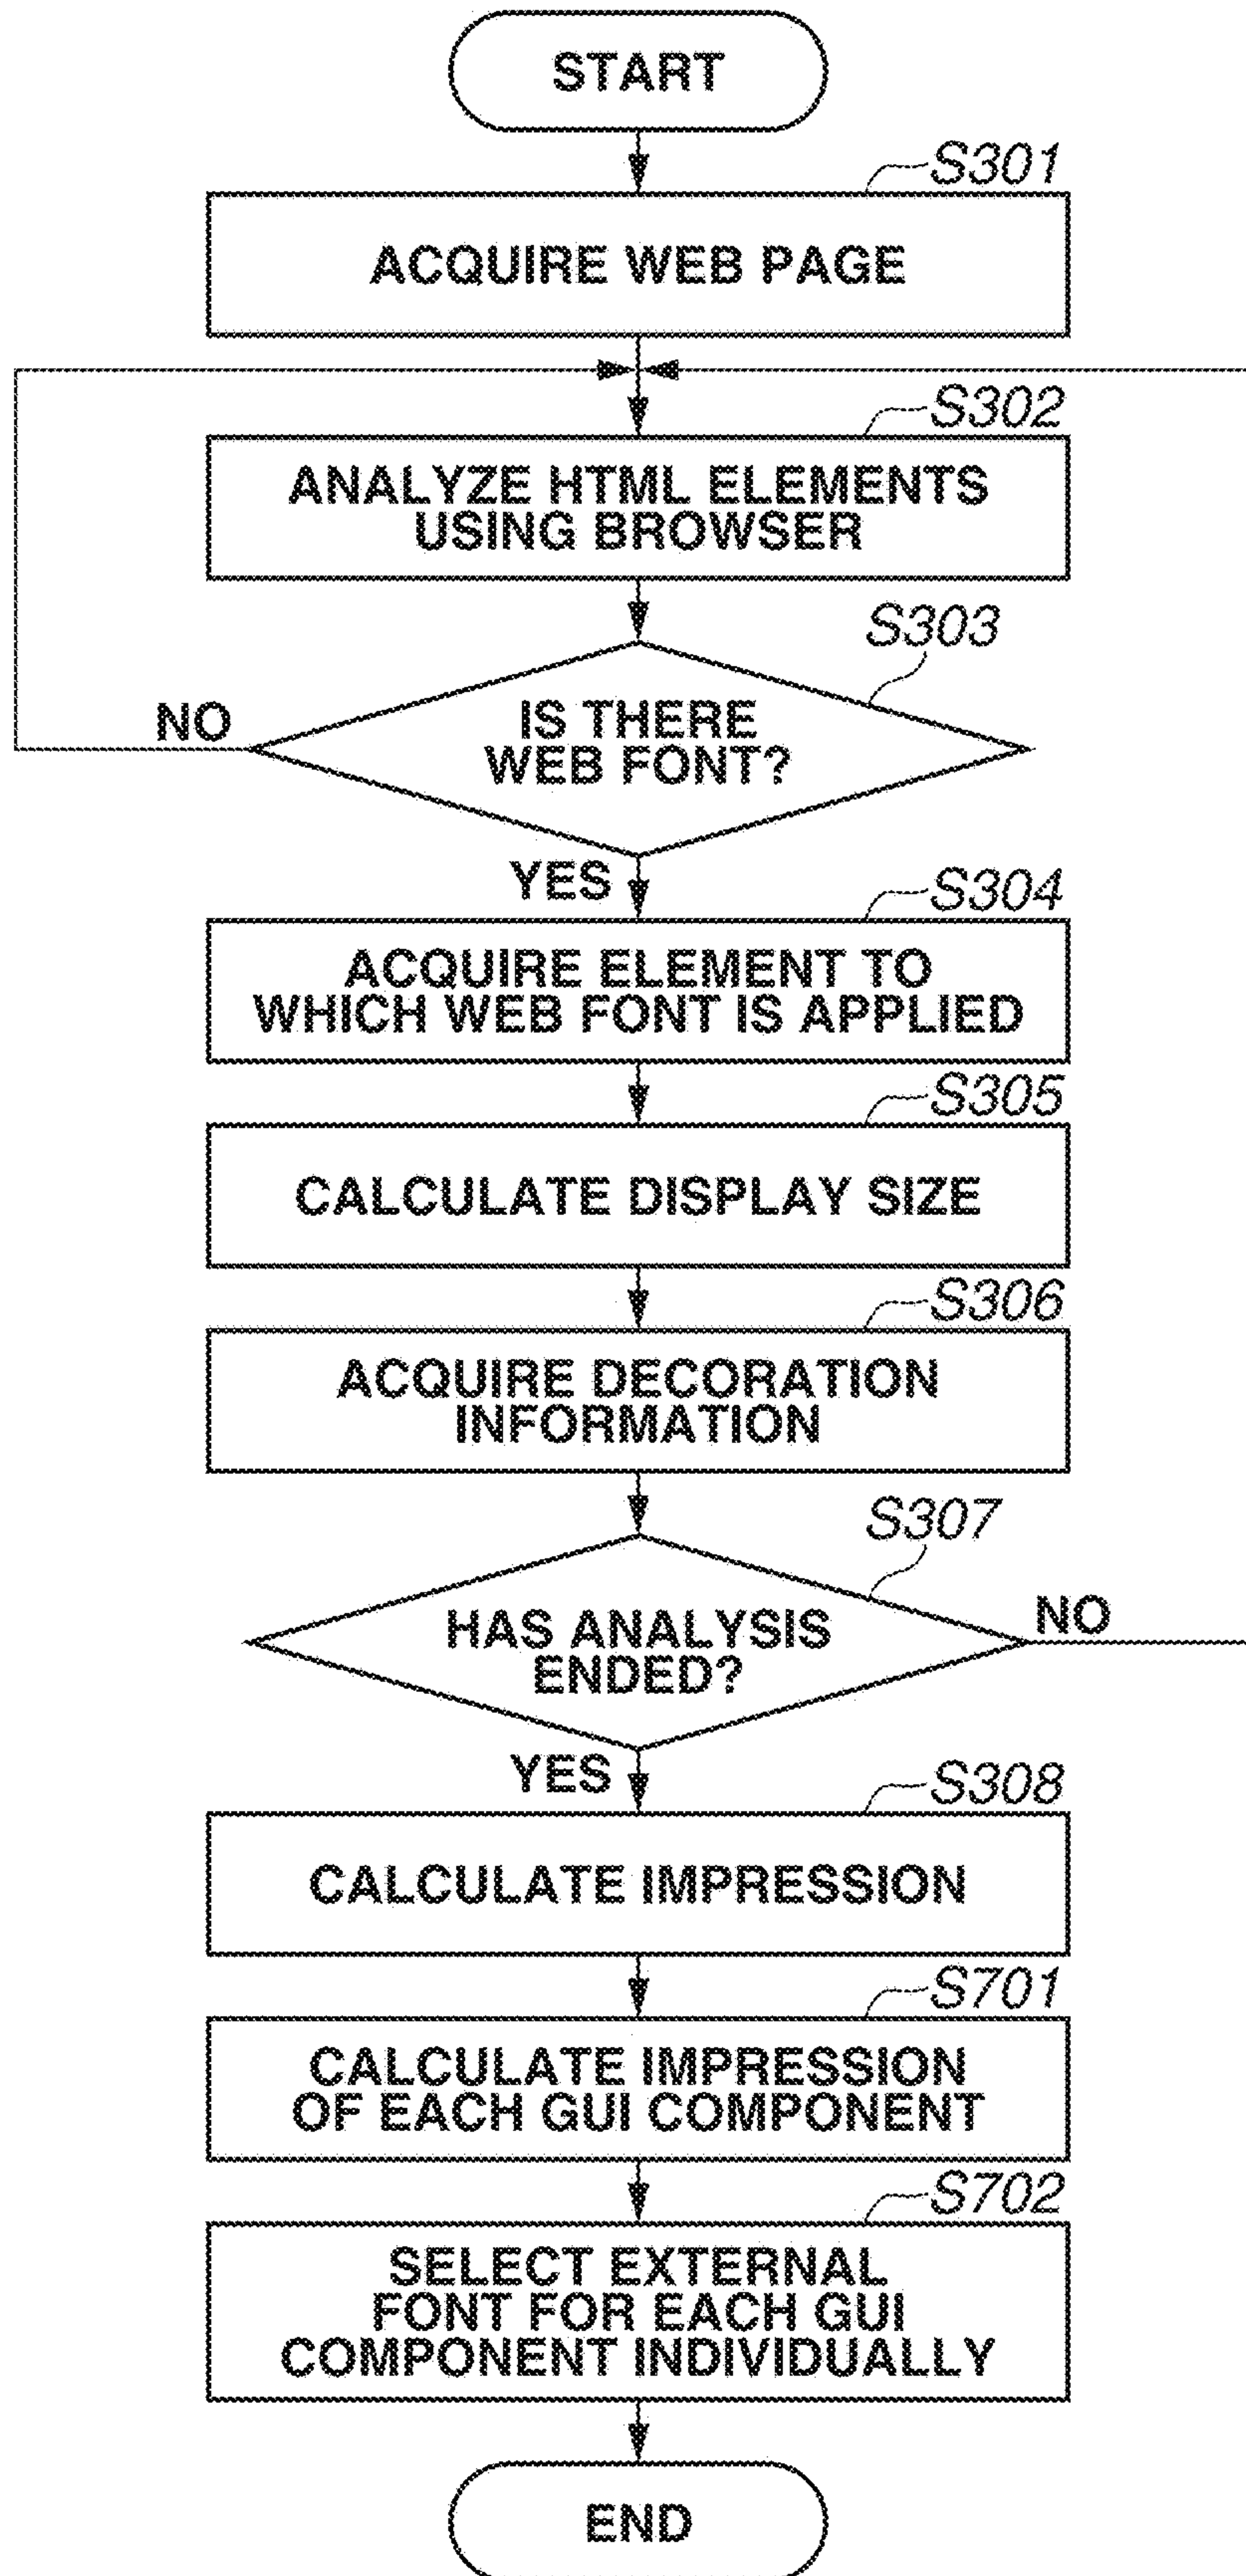 START
S301
ACQUIRE WEB PAGE
S302
ANALYZE HTML ELEMENTS
USING BROWSER
S303
IS THERE
WEB FONT?
NO
YES
S304
ACQUIRE ELEMENT TO
WHICH WEB FONT IS APPLIED
S305
CALCULATE DISPLAY SIZE
S306
ACQUIRE DECORATION
INFORMATION
S307
HAS ANALYSIS
ENDED?
NO
YES
S308
CALCULATE IMPRESSION
S701
CALCULATE IMPRESSION
OF EACH GUI COMPONENT
S702
SELECT EXTERNAL
FONT FOR EACH GUI
COMPONENT INDIVIDUALLY
END